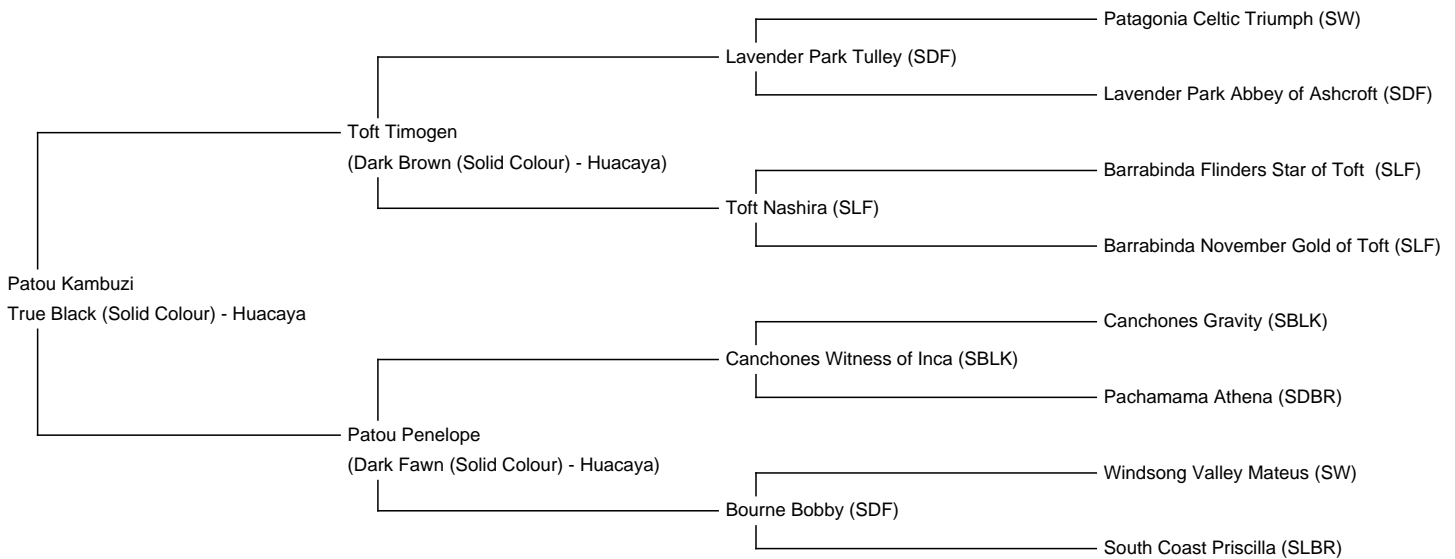 Patagonia Celtic Triumph (SW)
Lavender Park Tulley (SDF)
Lavender Park Abbey of Ashcroft (SDF)
Toft Timogen
(Dark Brown (Solid Colour) - Huacaya)
Barrabinda Flinders Star of Toft  (SLF)
Toft Nashira (SLF)
Barrabinda November Gold of Toft (SLF)
Patou Kambuzi
True Black (Solid Colour) - Huacaya
Canchones Gravity (SBLK)
Canchones Witness of Inca (SBLK)
Pachamama Athena (SDBR)
Patou Penelope
(Dark Fawn (Solid Colour) - Huacaya)
Windsong Valley Mateus (SW)
Bourne Bobby (SDF)
South Coast Priscilla (SLBR)